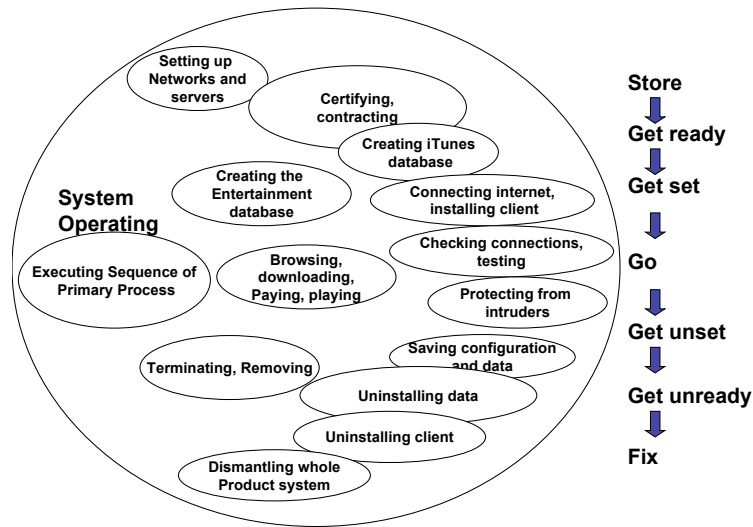 Setting up
Networks and
servers
Certifying,
contracting
Creating iTunes
database
Creating the
Entertainment
database
Connecting internet,
installing client
System
Operating
Checking connections,
testing
Executing Sequence of
Primary Process
Browsing,
downloading,
Paying, playing
Protecting from
intruders
Saving configuration
and data
Terminating, Removing
Uninstalling data
Uninstalling client
Dismantling whole
Product system
Store
Get ready
Get set
Go
Get unset
Get unready
Fix